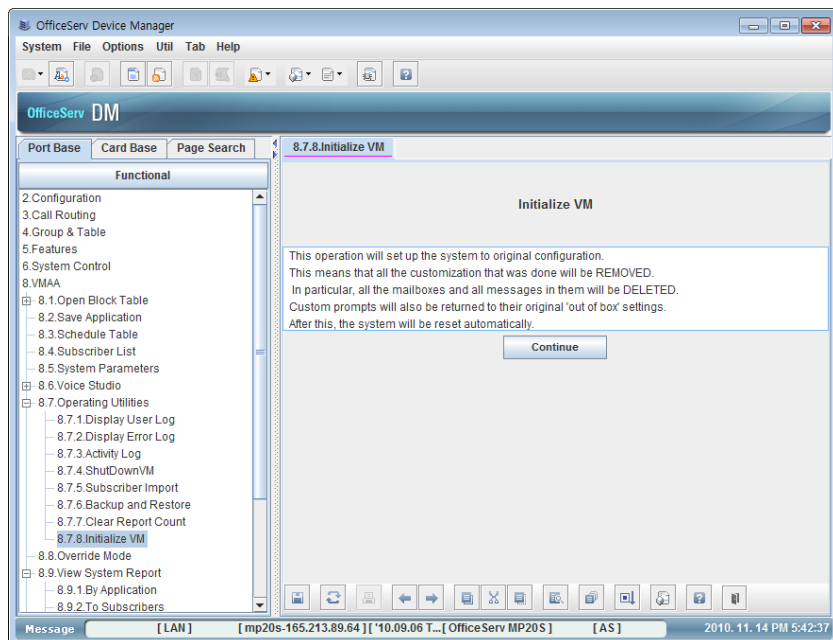 OfficeServ Device Manager
System File Options Util Tab Help
OfficeServ DM
Port Base Card Base Page Search
Functional
2.Configuration
3.Call Routing
4.Group & Table
5.Features
6.System Control
8.VMAA
8.1.Open Block Table
8.2.Save Application
8.3.Schedule Table
8.4.Subscriber List
8.5.System Parameters
8.6.Voice Studio
8.7.Operating Utilities
8.7.1.Display User Log
8.7.2.Display Error Log
8.7.3.Activity Log
8.7.4.ShutDownVM
8.7.5.Subscriber Import
8.7.6.Backup and Restore
8.7.7.Clear Report Count
8.7.8.Initialize VM
8.8.Override Mode
8.9.View System Report
8.9.1.By Application
8.9.2.To Subscribers
8.7.8.Initialize VM
Initialize VM
This operation will set up the system to original configuration.
This means that all the customization that was done will be REMOVED.
In particular, all the mailboxes and all messages in them will be DELETED.
Custom prompts will also be returned to their original 'out of box' settings.
After this, the system will be reset automatically.
Continue
Message [LAN] [mp20s-165.213.89.64] ['10.09.06 T...[OfficeServ MP20S] [AS] 2010. 11. 14 PM 5:42:37